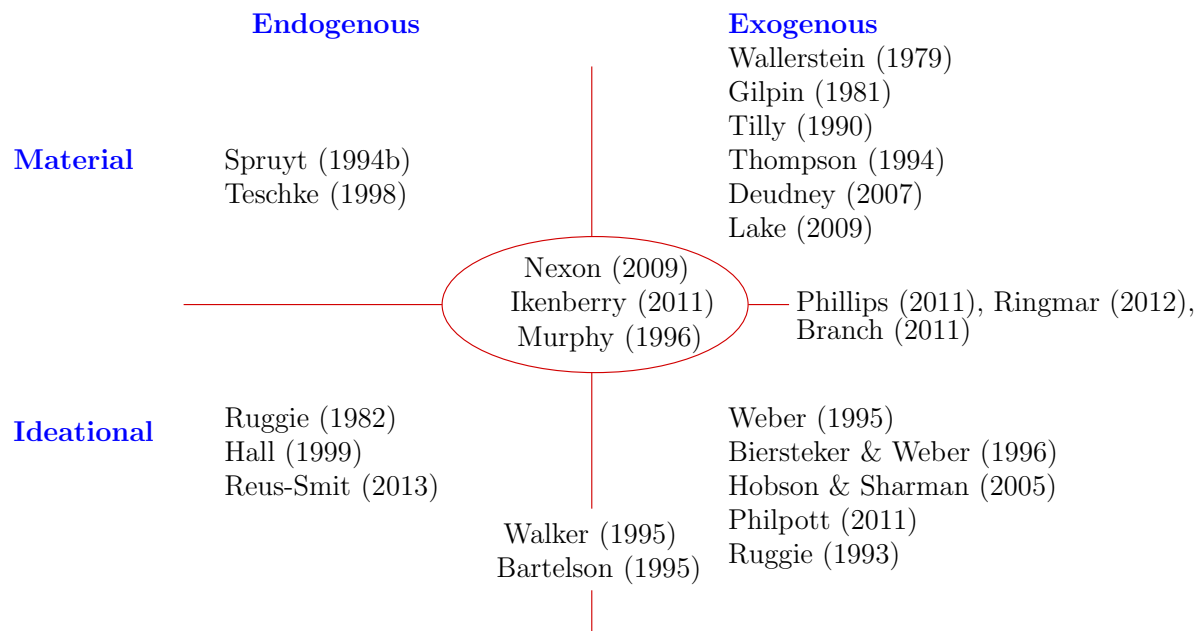 Endogenous
Exogenous
Wallerstein (1979)
Gilpin (1981)
Tilly (1990)
Thompson (1994)
Deudney (2007)
Lake (2009)
Material
Spruyt (1994b)
Teschke (1998)
Nexon (2009)
Ikenberry (2011)
Murphy (1996)
Phillips (2011), Ringmar (2012),
Branch (2011)
Ideational
Ruggie (1982)
Hall (1999)
Reus-Smit (2013)
Weber (1995)
Biersteker & Weber (1996)
Hobson & Sharman (2005)
Philpott (2011)
Ruggie (1993)
Walker (1995)
Bartelson (1995)